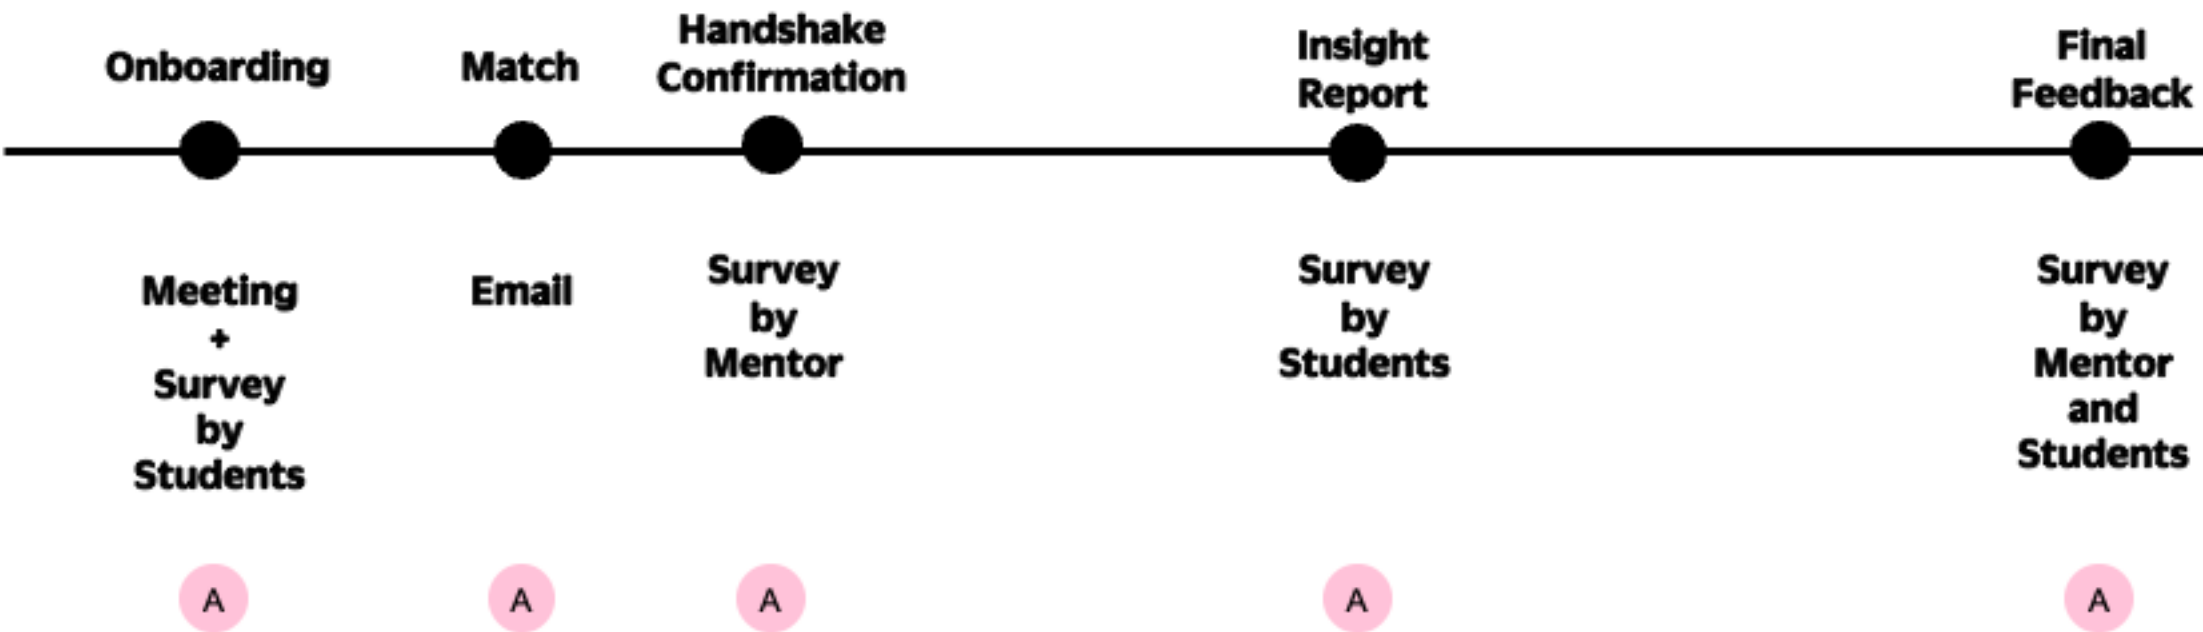 Onboarding
Match
Handshake
Confirmation
Insight
Report
Final
Feedback
Meeting
+
Survey
by
Students
Email
Survey
by
Mentor
Survey
by
Students
Survey
by
Mentor
and
Students
A
A
A
A
A